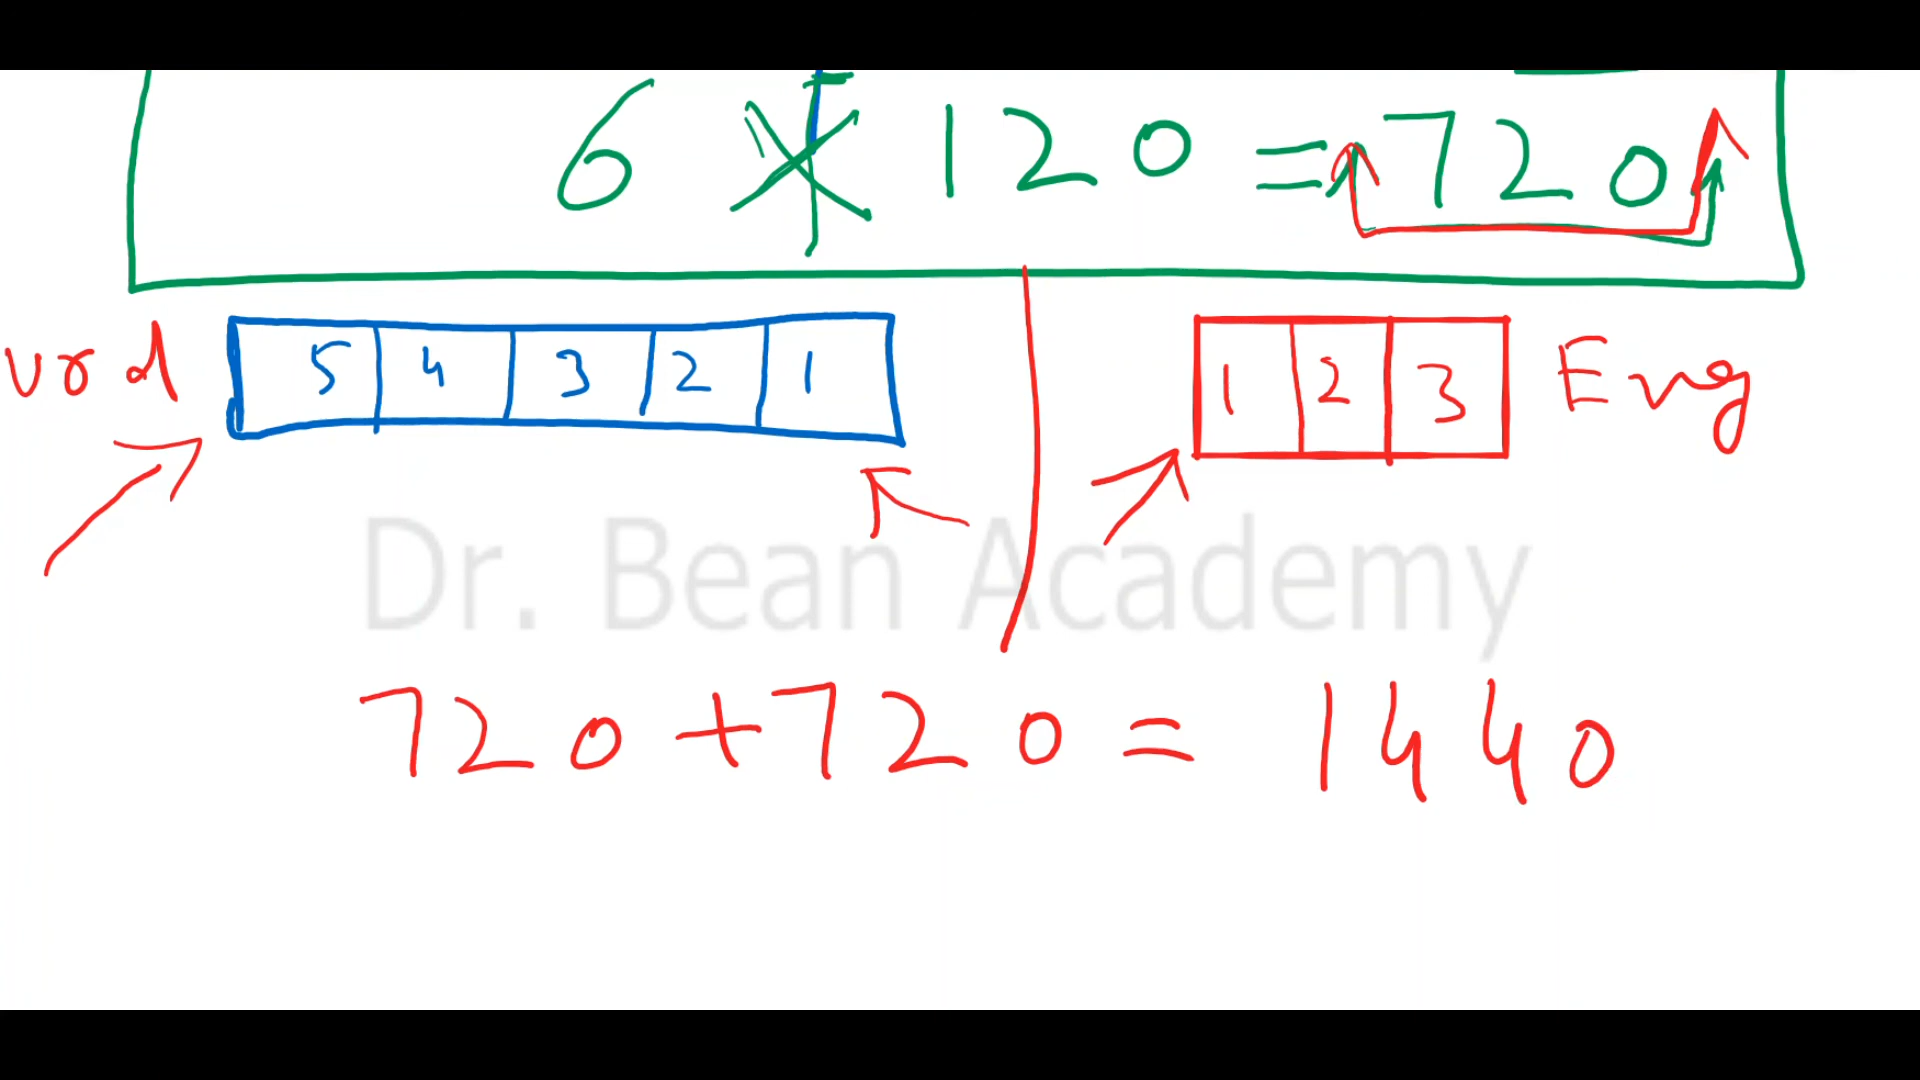 6 × 120 = 720
urd 5 4 3 2 1 1 2 3 Eng
Dr. Bean Academy
720 + 720 = 1440